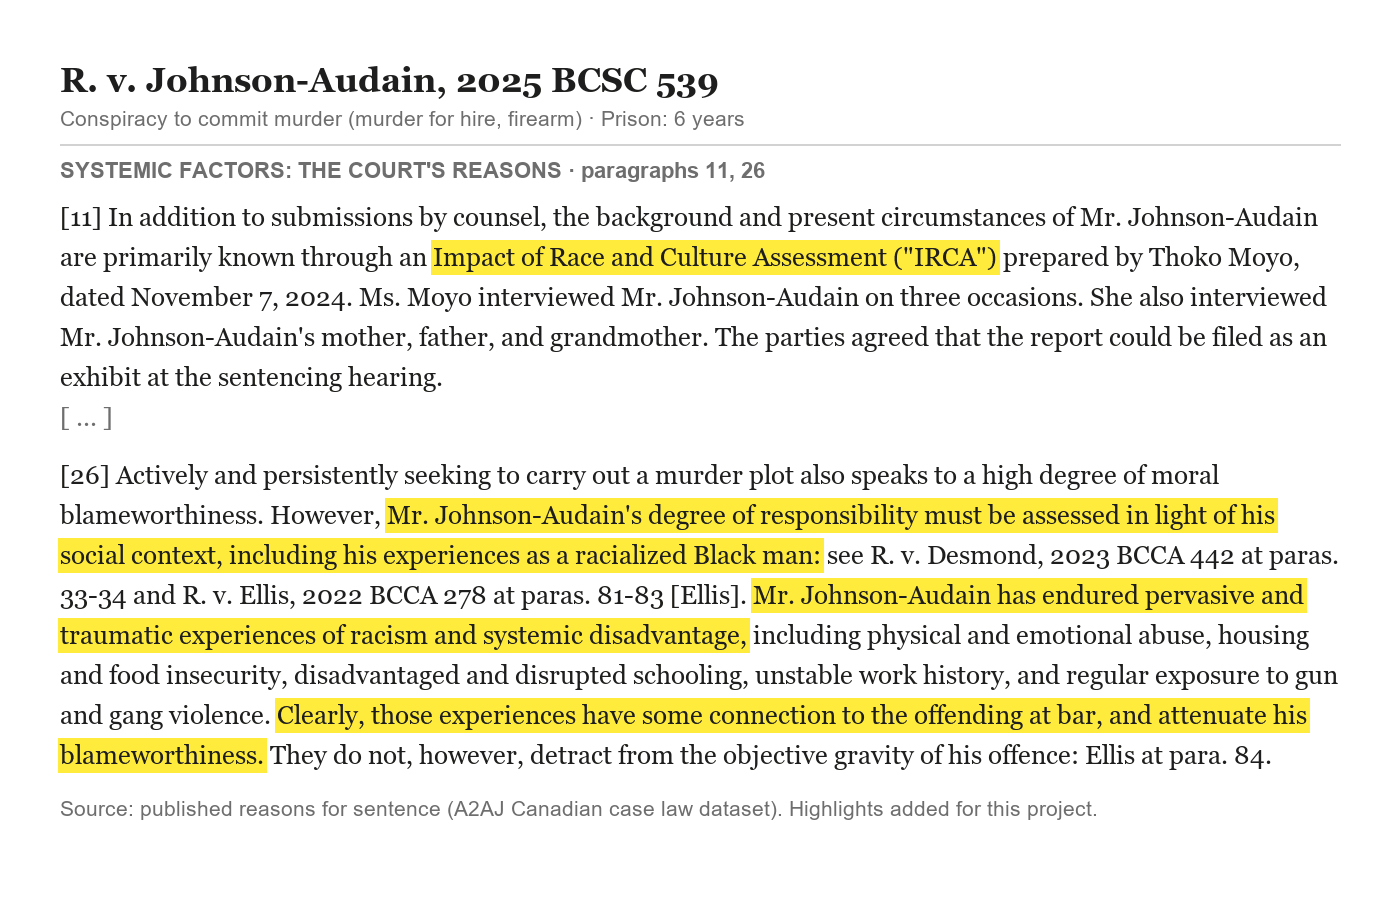 R. v. Johnson-Audain, 2025 BCSC 539
Conspiracy to commit murder (murder for hire, firearm) · Prison: 6 years
SYSTEMIC FACTORS: THE COURT'S REASONS · paragraphs 11, 26
[11] In addition to submissions by counsel, the background and present circumstances of Mr. Johnson-Audain
are primarily known through an Impact of Race and Culture Assessment ("IRCA") prepared by Thoko Moyo,
dated November 7, 2024. Ms. Moyo interviewed Mr. Johnson-Audain on three occasions. She also interviewed
Mr. Johnson-Audain's mother, father, and grandmother. The parties agreed that the report could be filed as an
exhibit at the sentencing hearing.
[ ... ]
[26] Actively and persistently seeking to carry out a murder plot also speaks to a high degree of moral
blameworthiness. However, Mr. Johnson-Audain's degree of responsibility must be assessed in light of his
social context, including his experiences as a racialized Black man: see R. v. Desmond, 2023 BCCA 442 at paras.
33-34 and R. v. Ellis, 2022 BCCA 278 at paras. 81-83 [Ellis]. Mr. Johnson-Audain has endured pervasive and
traumatic experiences of racism and systemic disadvantage, including physical and emotional abuse, housing
and food insecurity, disadvantaged and disrupted schooling, unstable work history, and regular exposure to gun
and gang violence. Clearly, those experiences have some connection to the offending at bar, and attenuate his
blameworthiness. They do not, however, detract from the objective gravity of his offence: Ellis at para. 84.
Source: published reasons for sentence (A2AJ Canadian case law dataset). Highlights added for this project.